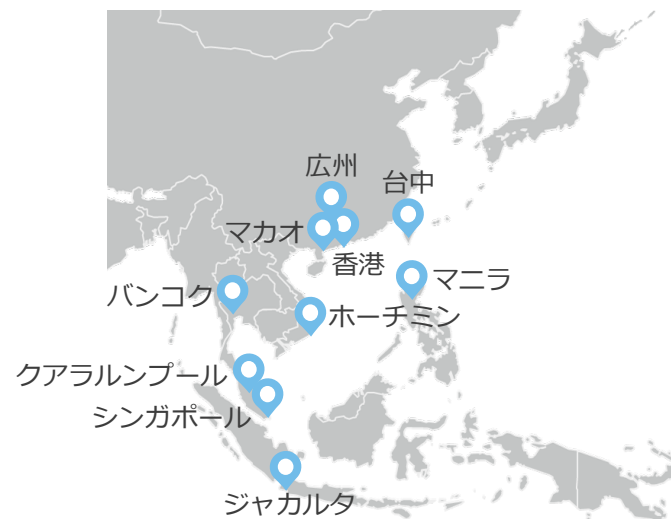 広州
台中
マカオ
香港
マニラ
バンコク
ホーチミン
クアラルンプール
シンガポール
ジャカルタ